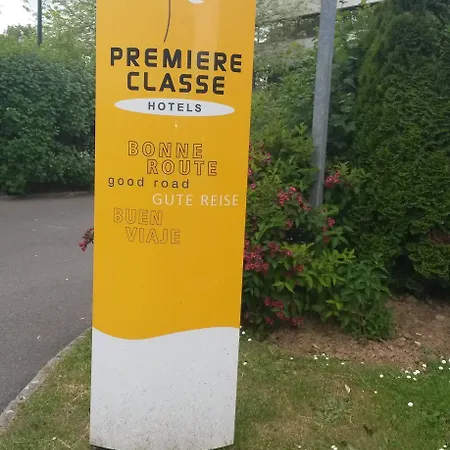 PREMIERE
CLASSE
HOTELS
BONNE
ROUTE
good road
GUTE REISE
BUEN
VIAJE